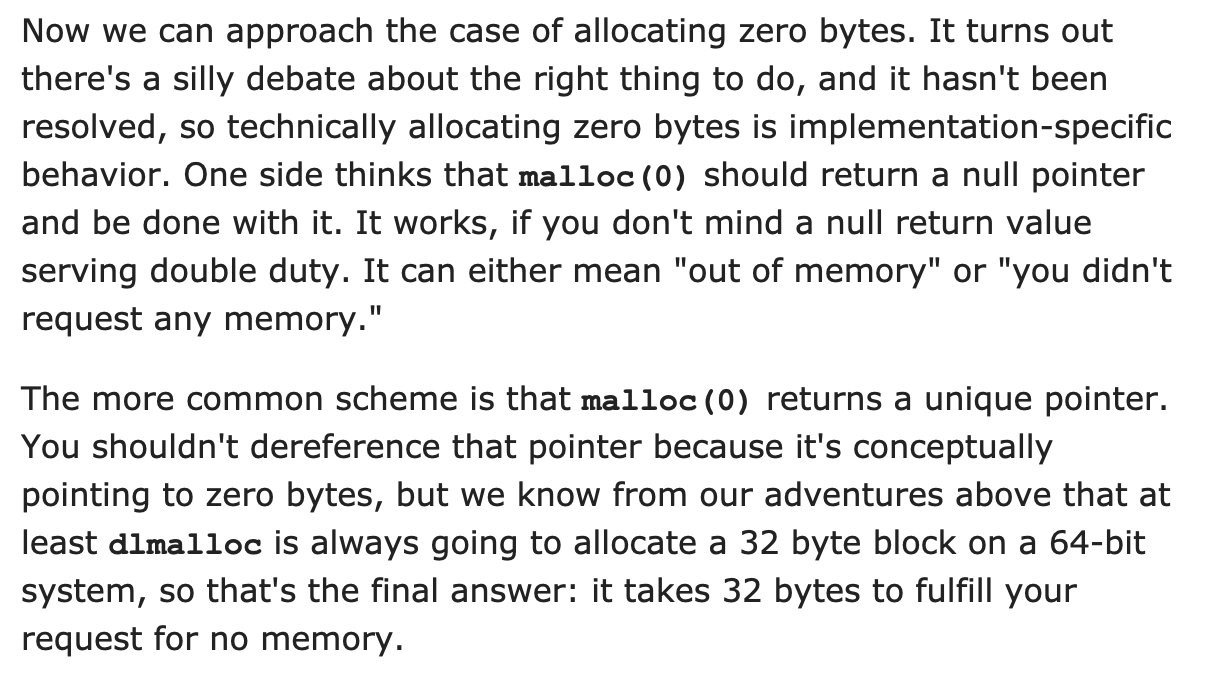 Now we can approach the case of allocating zero bytes. It turns out
there's a silly debate about the right thing to do, and it hasn't been
resolved, so technically allocating zero bytes is implementation-specific
behavior. One side thinks that malloc(0) should return a null pointer
and be done with it. It works, if you don't mind a null return value
serving double duty. It can either mean "out of memory" or "you didn't
request any memory."
The more common scheme is that malloc(0) returns a unique pointer.
You shouldn't dereference that pointer because it's conceptually
pointing to zero bytes, but we know from our adventures above that at
least dlmalloc is always going to allocate a 32 byte block on a 64-bit
system, so that's the final answer: it takes 32 bytes to fulfill your
request for no memory.